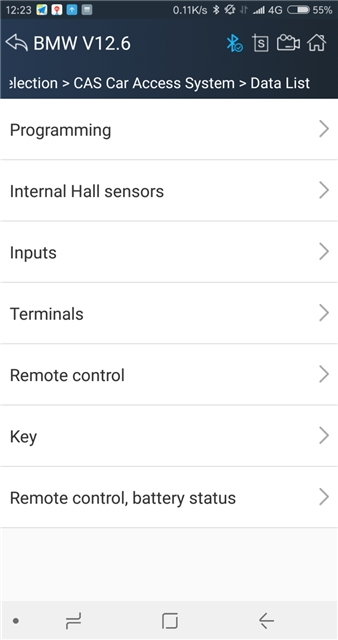 12:23 0.11K/s 4G 55%
BMW V12.6
S
election > CAS Car Access System > Data List
Programming
Internal Hall sensors
Inputs
Terminals
Remote control
Key
Remote control, battery status